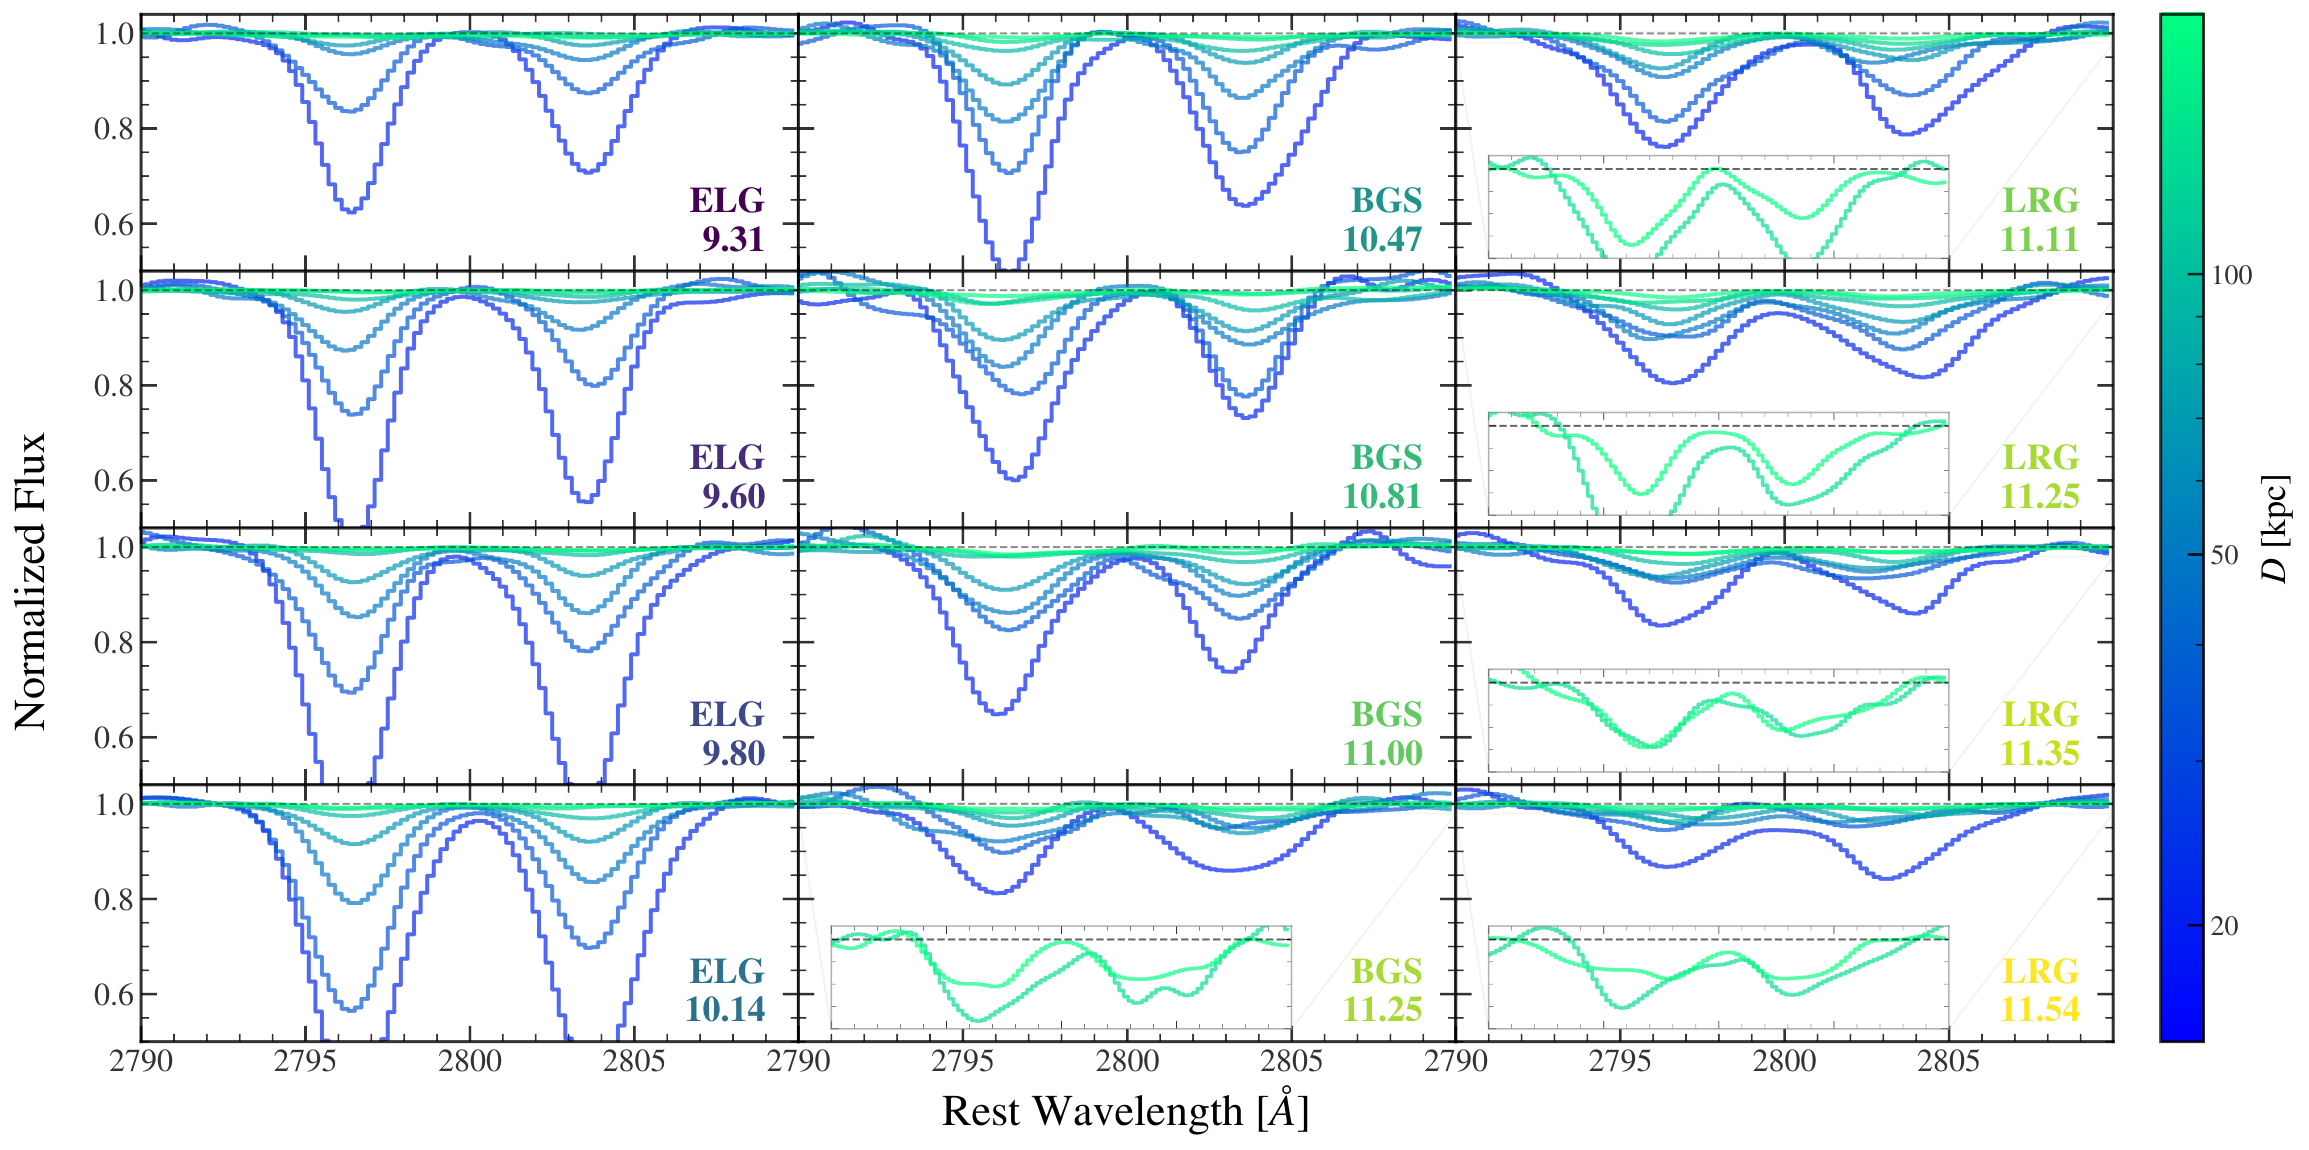 1.0
0.8
0.6
ELG
9.31
BGS
10.47
LRG
11.11
1.0
0.8
0.6
ELG
9.60
BGS
10.81
LRG
11.25
1.0
0.8
0.6
ELG
9.80
BGS
11.00
LRG
11.35
1.0
0.8
0.6
ELG
10.14
BGS
11.25
LRG
11.54
2790 2795 2800 2805 2790 2795 2800 2805 2790 2795 2800 2805
Rest Wavelength [Å]
Normalized Flux
100
50
20
D [kpc]